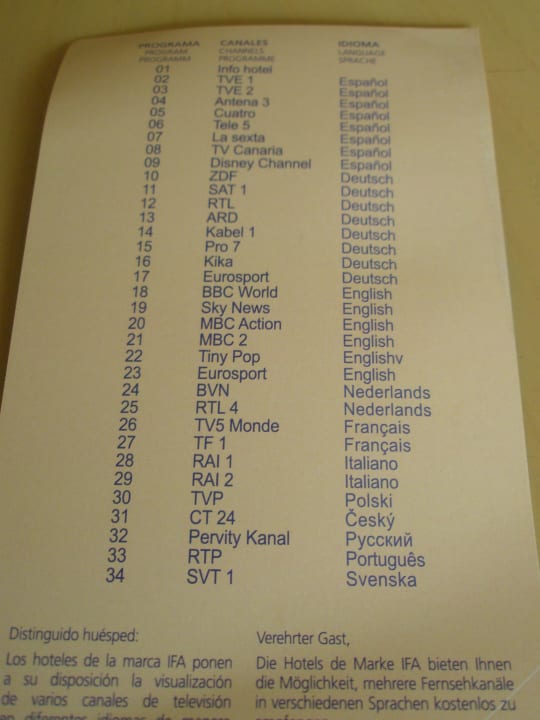 PROGRAMA CANALES IDIOMA
PROGRAM CHANNELS LANGUAGE
PROGRAMM PROGRAMME SPRACHE
01 Info hotel
02 TVE 1 Español
03 TVE 2 Español
04 Antena 3 Español
05 Cuatro Español
06 Tele 5 Español
07 La sexta Español
08 TV Canaria Español
09 Disney Channel Español
10 ZDF Deutsch
11 SAT 1 Deutsch
12 RTL Deutsch
13 ARD Deutsch
14 Kabel 1 Deutsch
15 Pro 7 Deutsch
16 Kika Deutsch
17 Eurosport Deutsch
18 BBC World English
19 Sky News English
20 MBC Action English
21 MBC 2 English
22 Tiny Pop Englishv
23 Eurosport English
24 BVN Nederlands
25 RTL 4 Nederlands
26 TV5 Monde Français
27 TF 1 Français
28 RAI 1 Italiano
29 RAI 2 Italiano
30 TVP Polski
31 CT 24 Český
32 Pervity Kanal Русский
33 RTP Português
34 SVT 1 Svenska
Distinguido huésped:
Los hoteles de la marca IFA ponen
a su disposición la visualización
de varios canales de televisión
en diferentes idiomas de manera
Verehrter Gast,
Die Hotels de Marke IFA bieten Ihnen
die Möglichkeit, mehrere Fernsehkanäle
in verschiedenen Sprachen kostenlos zu